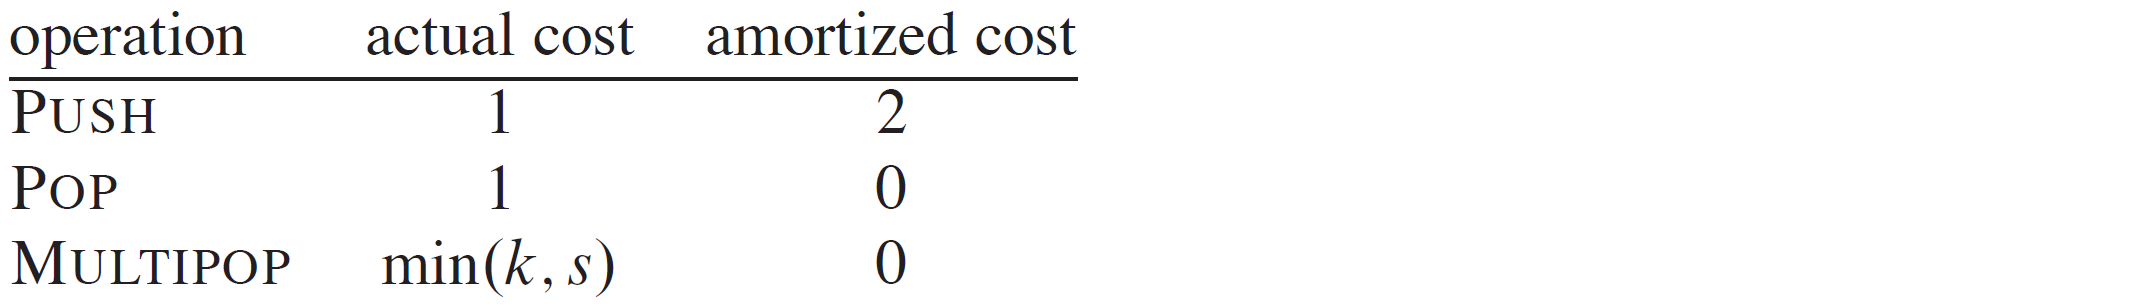 operation actual cost amortized cost
PUSH 1 2
POP 1 0
MULTIPOP min(k, s) 0